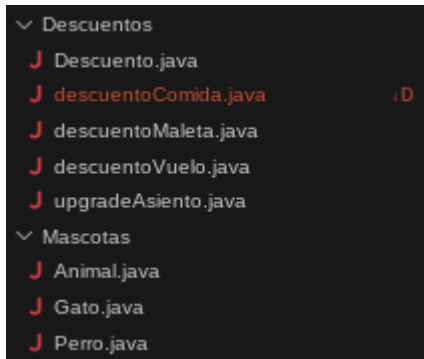 Descuentos
J Descuento.java
J descuentoComida.java ↓D
J descuentoMaleta.java
J descuentoVuelo.java
J upgradeAsiento.java
Mascotas
J Animal.java
J Gato.java
J Perro.java